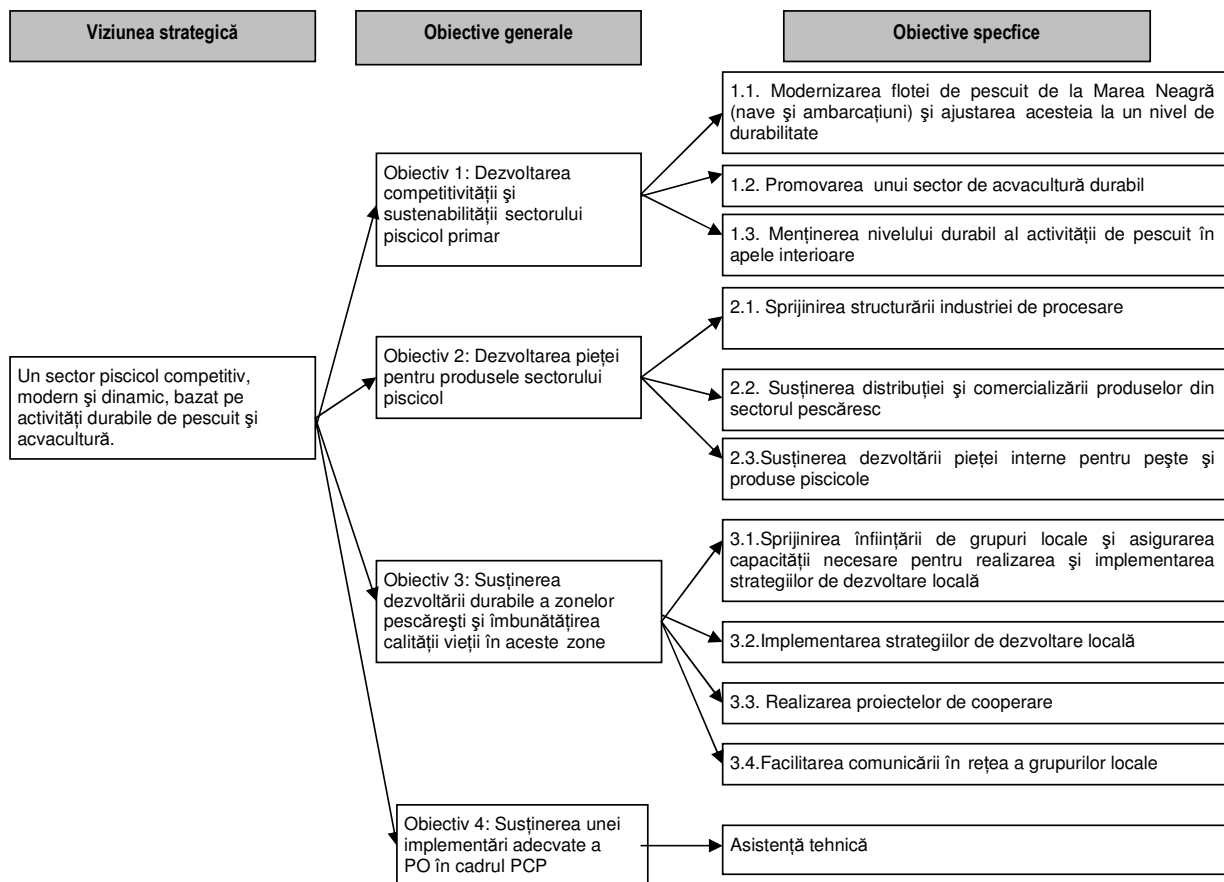 Viziunea strategică
Obiective generale
Obiective specfice
Un sector piscicol competitiv,
modern şi dinamic, bazat pe
activităţi durabile de pescuit şi
acvacultură.
Obiectiv 1: Dezvoltarea
competitivităţii şi
sustenabilităţii sectorului
piscicol primar
1.1. Modernizarea flotei de pescuit de la Marea Neagră
(nave şi ambarcaţiuni) şi ajustarea acesteia la un nivel de
durabilitate
1.2. Promovarea unui sector de acvacultură durabil
1.3. Menţinerea nivelului durabil al activităţii de pescuit în
apele interioare
Obiectiv 2: Dezvoltarea pieţei
pentru produsele sectorului
piscicol
2.1. Sprijinirea structurării industriei de procesare
2.2. Susţinerea distribuţiei şi comercializării produselor din
sectorul pescăresc
2.3.Susţinerea dezvoltării pieţei interne pentru peşte şi
produse piscicole
Obiectiv 3: Susţinerea
dezvoltării durabile a zonelor
pescăreşti şi îmbunătăţirea
calităţii vieţii în aceste zone
3.1.Sprijinirea înfiinţării de grupuri locale şi asigurarea
capacităţii necesare pentru realizarea şi implementarea
strategiilor de dezvoltare locală
3.2.Implementarea strategiilor de dezvoltare locală
3.3. Realizarea proiectelor de cooperare
3.4.Facilitarea comunicării în reţea a grupurilor locale
Obiectiv 4: Susţinerea unei
implementări adecvate a
PO în cadrul PCP
Asistenţă tehnică